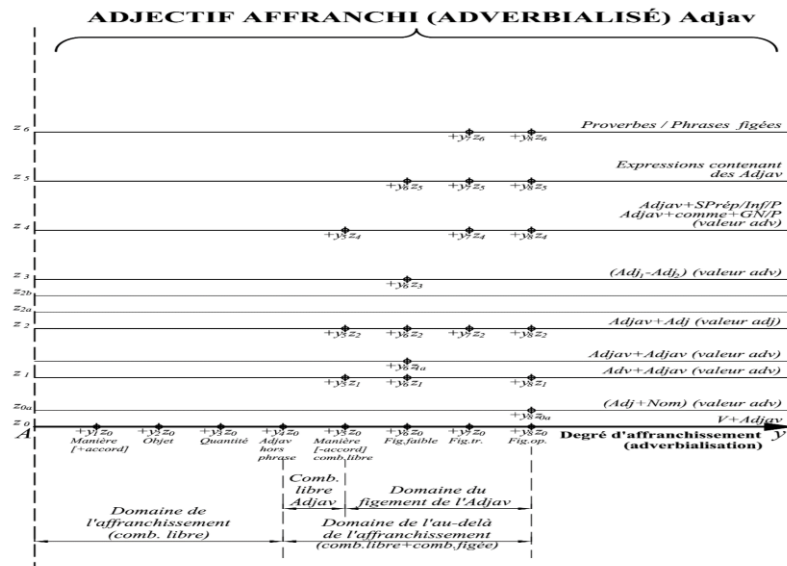 ADJECTIF AFFRANCHI (ADVERBIALISÉ) Adjav
z6
Proverbes / Phrases figées
+y7z6 +y8z6
z5
Expressions contenant
des Adjav
+y6z5 +y7z5 +y8z5
Adjav+SPrép/Inf/P
z4
Adjav+comme+GN/P
+y5z4 +y7z4 +y8z4
(valeur adv)
z3
(Adj1-Adj2) (valeur adv)
+y6z3
z2b
z2a
z2
Adjav+Adj (valeur adj)
+y5z2 +y6z2 +y7z2 +y8z2
Adjav+Adjav (valeur adv)
+y6z1a
z1
Adv+Adjav (valeur adv)
+y5z1 +y6z1 +y8z1
z0a
(Adj+Nom) (valeur adv)
+y8z0a
z0
V+Adjav
A
+y1z0 +y2z0 +y3z0 +y4z0 +y5z0 +y6z0 +y7z0 +y8z0
Manière Objet Quantité Adjav Manière Fig.faible Fig.tr. Fig.op.
[+accord] hors [-accord]
phrase comb.libre
Degré d'affranchissement y
(adverbialisation)
Comb.
libre
Adjav
Domaine du
figement de l'Adjav
Domaine de
l'affranchissement
(comb. libre)
Domaine de l'au-delà
de l'affranchissement
(comb.libre+comb.figée)